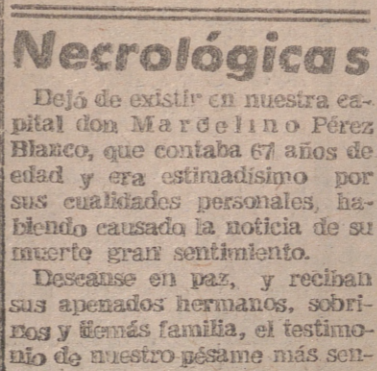 Necrológicas
Dejó de existir en nuestra ca-
pital don Mardelino Pérez
Blanco, que contaba 67 años de
edad y era estimadísimo por
sus cualidades personales, ha-
biendo causado la noticia de su
muerte gran sentimiento.
Descanse en paz, y reciban
sus apenados hermanos, sobri-
nos y demás familia, el testimo-
nio de nuestro pésame más sen-